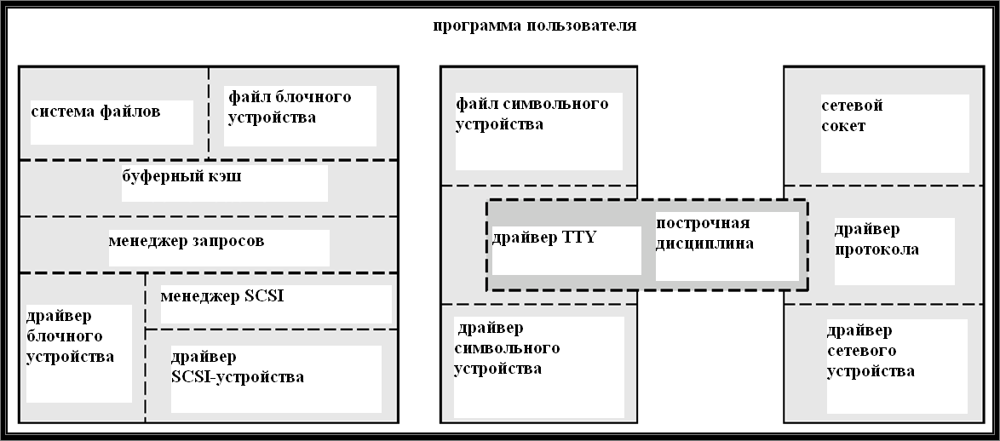 программа пользователя
система файлов
файл блочного
устройства
буферный кэш
менеджер запросов
драйвер
блочного
устройства
менеджер SCSI
драйвер
SCSI-устройства
файл символьного
устройства
драйвер TTY
построчная
дисциплина
драйвер
символьного
устройства
сетевой
сокет
драйвер
протокола
драйвер
сетевого
устройства